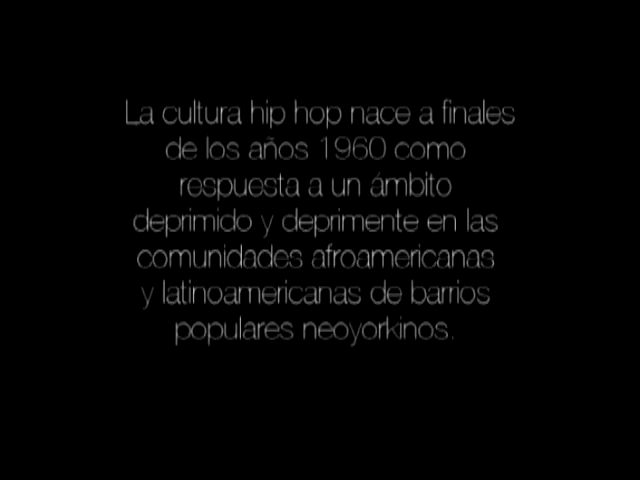 La cultura hip hop nace a finales
de los años 1960 como
respuesta a un ámbito
deprimido y deprimente en las
comunidades afroamericanas
y latinoamericanas de barrios
populares neoyorkinos.